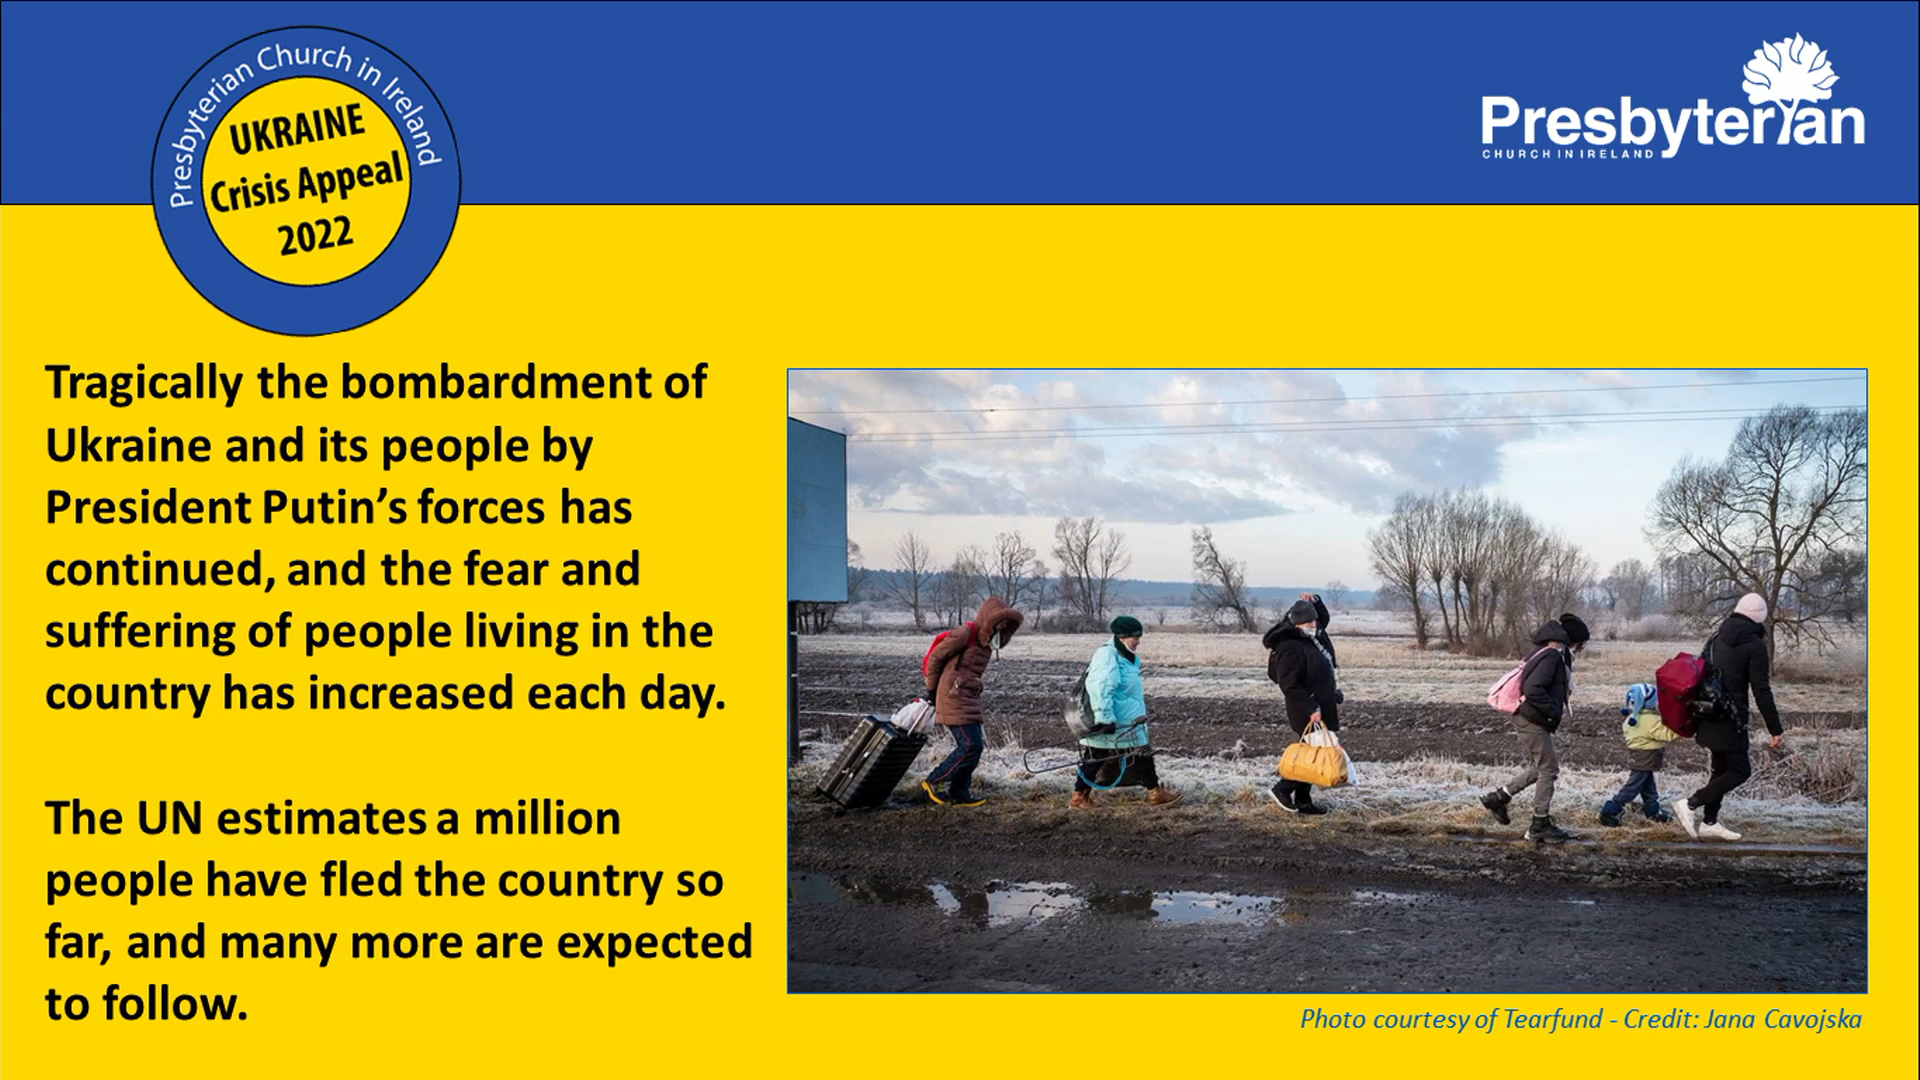 Presbyterian Church in Ireland
UKRAINE
Crisis Appeal
2022
Presbyterian
CHURCH IN IRELAND
Tragically the bombardment of
Ukraine and its people by
President Putin’s forces has
continued, and the fear and
suffering of people living in the
country has increased each day.
The UN estimates a million
people have fled the country so
far, and many more are expected
to follow.
Photo courtesy of Tearfund - Credit: Jana Cavojska